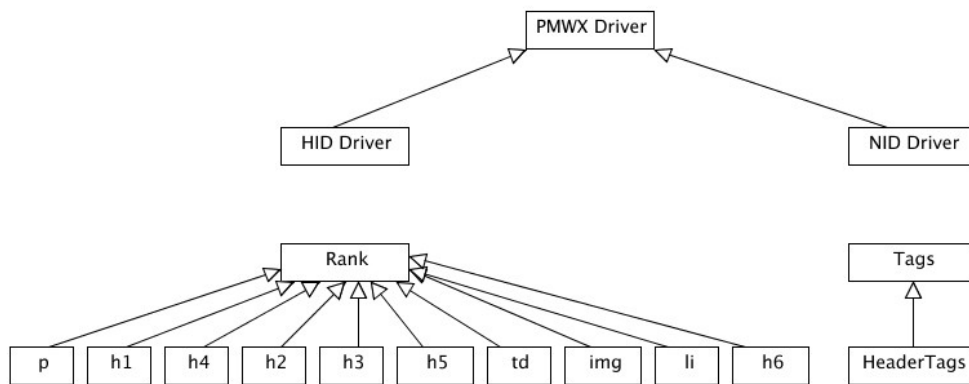 PMWX Driver
HID Driver
NID Driver
Rank
Tags
p
h1
h4
h2
h3
h5
td
img
li
h6
HeaderTags